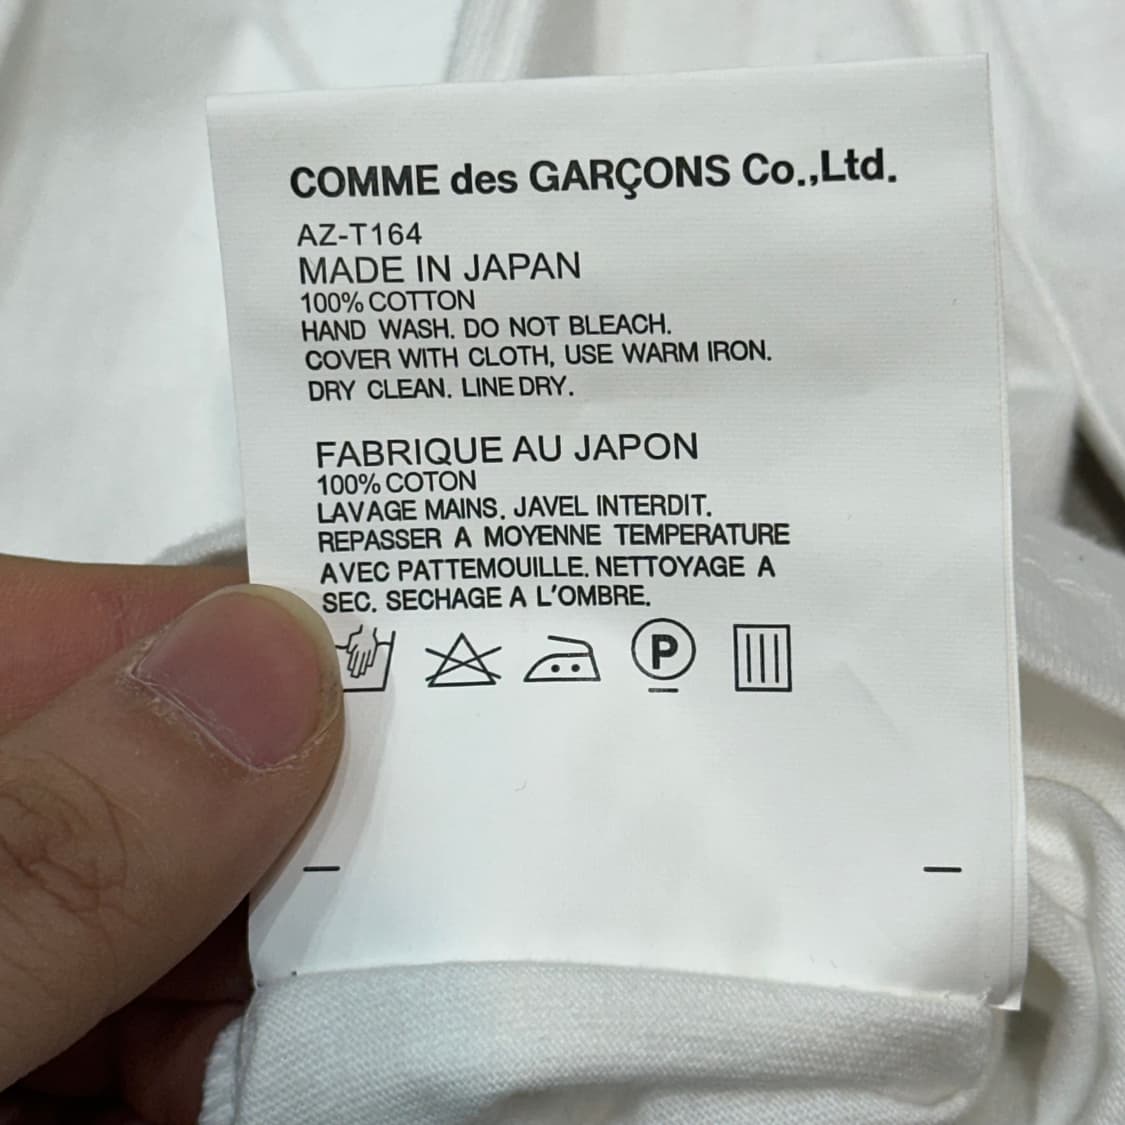 COMME des GARÇONS Co.,Ltd.
AZ-T164
MADE IN JAPAN
100% COTTON
HAND WASH. DO NOT BLEACH.
COVER WITH CLOTH, USE WARM IRON.
DRY CLEAN. LINE DRY.
FABRIQUE AU JAPON
100% COTON
LAVAGE MAINS. JAVEL INTERDIT.
REPASSER A MOYENNE TEMPERATURE
AVEC PATTEMOUILLE. NETTOYAGE A
SEC. SECHAGE A L'OMBRE.
P